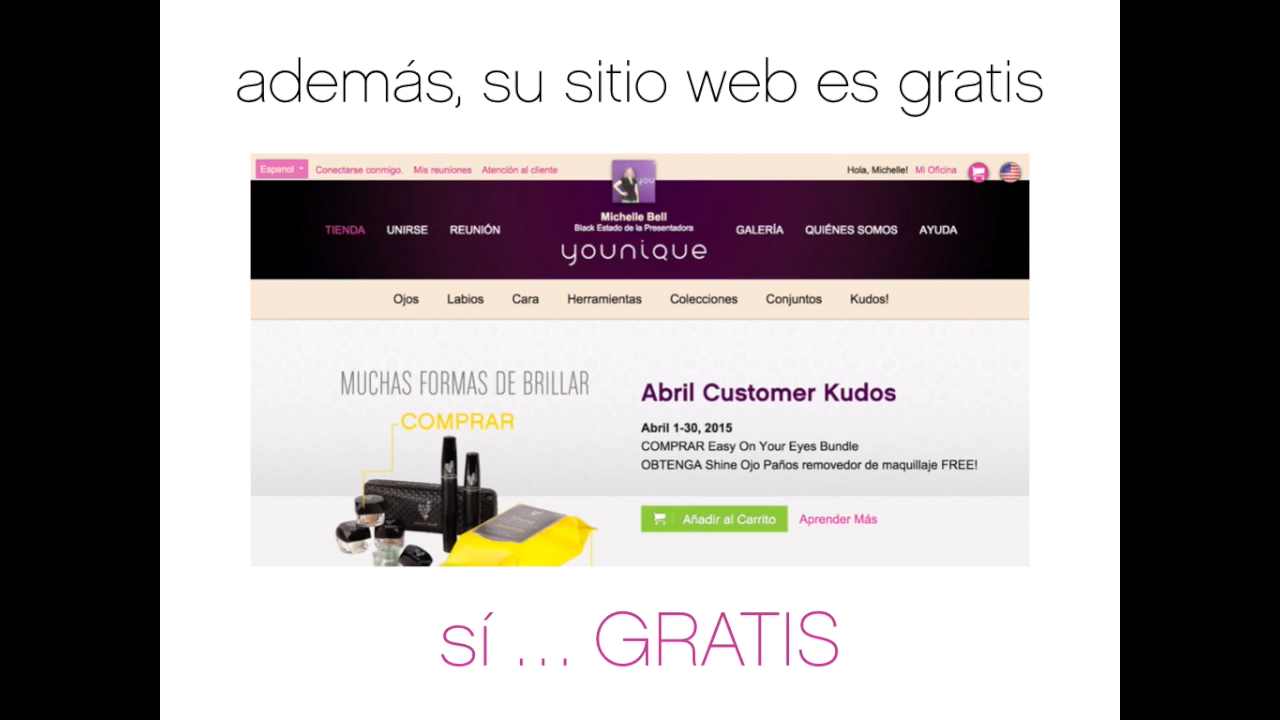 además, su sitio web es gratis
Espanol Conectarse conmigo. Mis reuniones Atención al cliente Hola, Michelle! Mi Oficina
you
Michelle Bell
Black Estado de la Presentadora
TIENDA UNIRSE REUNIÓN younique GALERÍA QUIÉNES SOMOS AYUDA
Ojos Labios Cara Herramientas Colecciones Conjuntos Kudos!
MUCHAS FORMAS DE BRILLAR
COMPRAR
younique
Abril Customer Kudos
Abril 1-30, 2015
COMPRAR Easy On Your Eyes Bundle
OBTENGA Shine Ojo Paños removedor de maquillaje FREE!
Añadir al Carrito Aprender Más
sí ... GRATIS